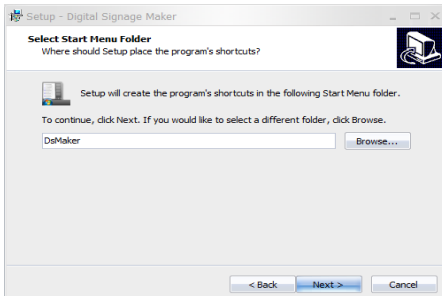 Setup - Digital Signage Maker
Select Start Menu Folder
Where should Setup place the program's shortcuts?
Setup will create the program's shortcuts in the following Start Menu folder.
To continue, click Next. If you would like to select a different folder, click Browse.
DsMaker
Browse...
< Back
Next >
Cancel